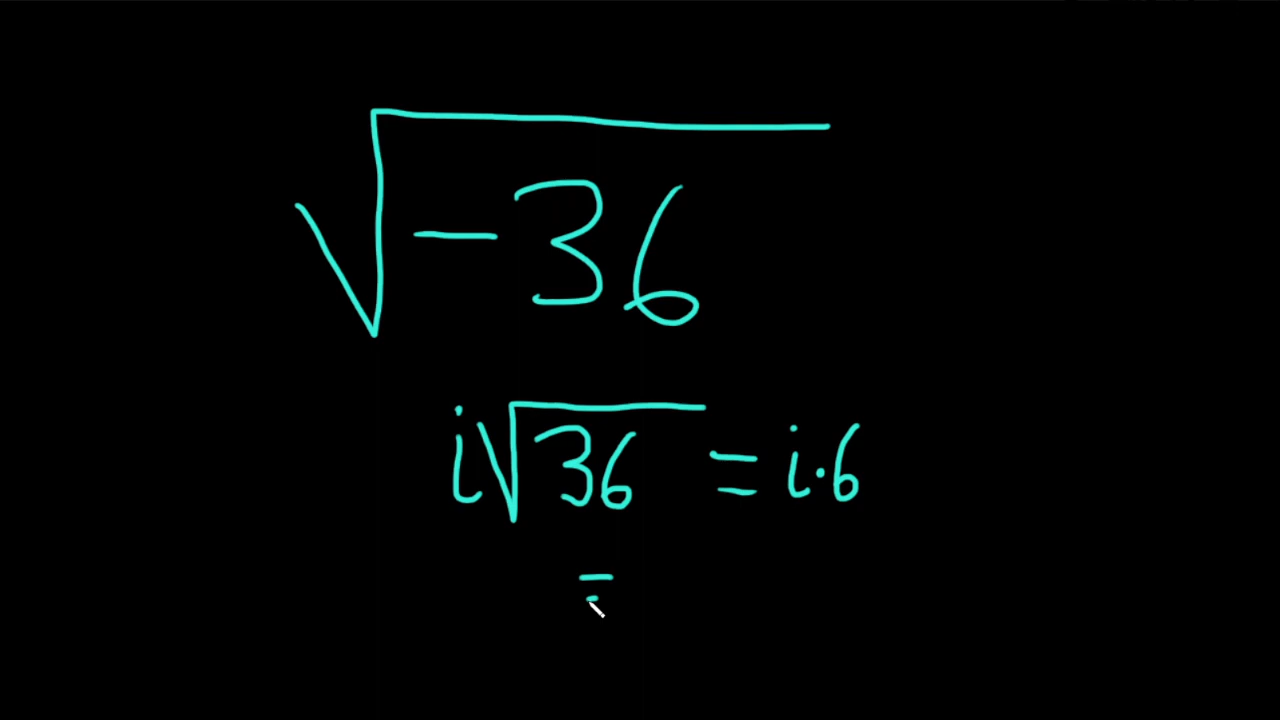 √-36
i√36 = i·6
=